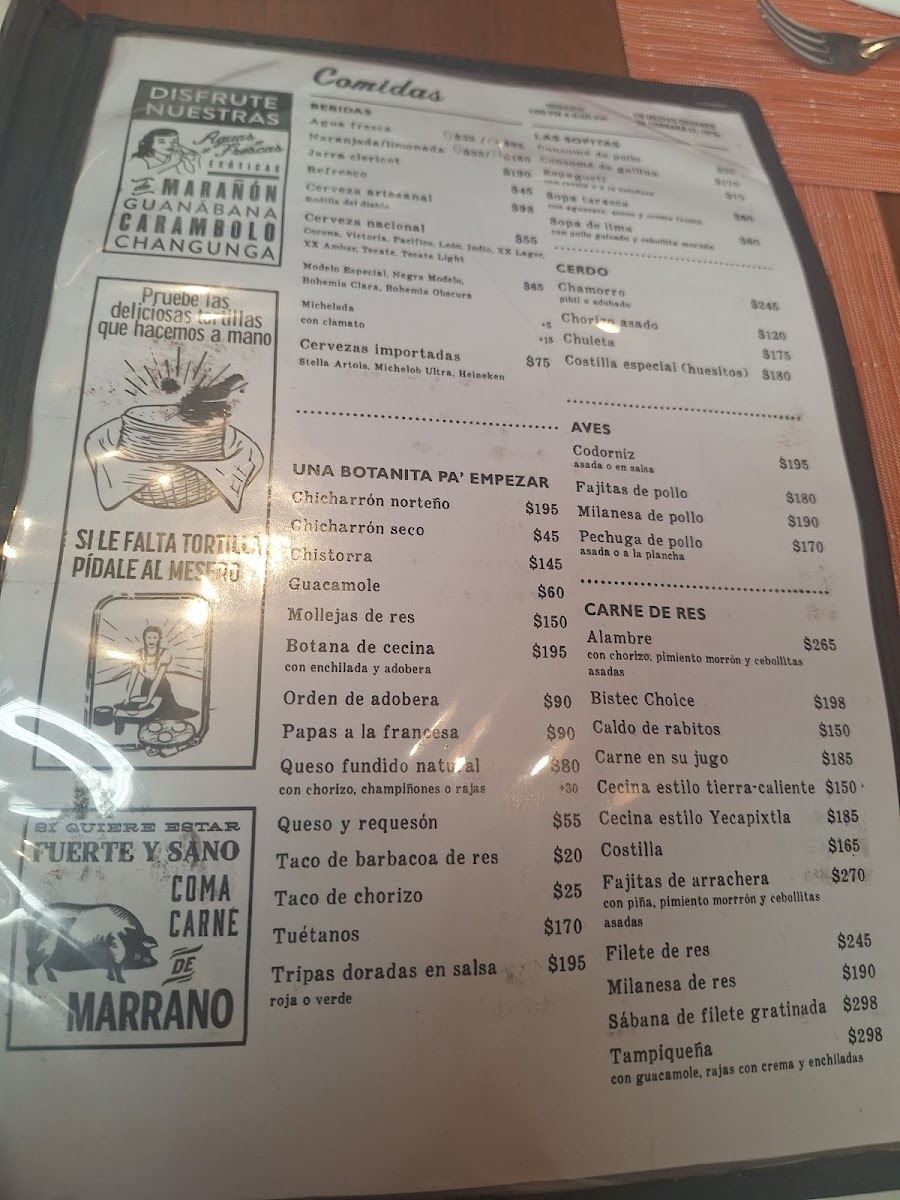 Comidas
DISFRUTE
NUESTRAS
Aguas
Frescas
EXÓTICAS
de MARAÑÓN
GUANÁBANA
CARAMBOLO
CHANGUNGA
Pruebe las
deliciosas tortillas
que hacemos a mano
SI LE FALTA TORTILLA
PÍDALE AL MESERO
SI QUIERE ESTAR
FUERTE Y SANO
COMA
CARNE
DE
MARRANO
BEBIDAS
Agua fresca
Naranjada/limonada
Jarra clericot $190
Refresco $45
Cerveza artesanal $98
Rodilla del diablo
Cerveza nacional $55
Corona, Victoria, Pacífico, León, Indio, XX Lager,
XX Ambar, Tecate, Tecate Light
Modelo Especial, Negra Modelo, $65
Bohemia Clara, Bohemia Obscura
Michelada +5
con clamato +15
Cervezas importadas $75
Stella Artois, Michelob Ultra, Heineken
UNA BOTANITA PA' EMPEZAR
Chicharrón norteño $195
Chicharrón seco $45
Chistorra $145
Guacamole $60
Mollejas de res $150
Botana de cecina $195
con enchilada y adobera
Orden de adobera $90
Papas a la francesa $90
Queso fundido natural $80
con chorizo, champiñones o rajas +30
Queso y requesón $55
Taco de barbacoa de res $20
Taco de chorizo $25
Tuétanos $170
Tripas doradas en salsa $195
roja o verde
LAS SOPITAS
Consomé de pollo
Consomé de gallina
Espagueti
Sopa tarasca
con aguacate, queso y crema fresca
Sopa de lima
con pollo guisado y cebollita morada
CERDO
Chamorro $245
pibil o adobado
Chorizo asado $120
Chuleta $175
Costilla especial (huesitos) $180
AVES
Codorniz $195
asada o en salsa
Fajitas de pollo $180
Milanesa de pollo $190
Pechuga de pollo $170
asado o a la plancha
CARNE DE RES
Alambre $265
con chorizo, pimiento morrón y cebollitas
asadas
Bistec Choice $198
Caldo de rabitos $150
Carne en su jugo $185
Cecina estilo tierra-caliente $150
Cecina estilo Yecapixtla $185
Costilla $165
Fajitas de arrachera $270
con piña, pimiento morrrón y cebollitas
asadas
Filete de res $245
Milanesa de res $190
Sábana de filete gratinada $298
Tampiqueña $298
con guacamole, rajas con crema y enchiladas